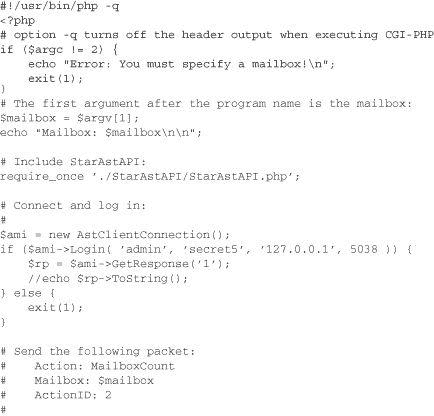 #!/usr/bin/php -q
<?php
# option -q turns off the header output when executing CGI-PHP
if ($argc != 2) {
    echo "Error: You must specify a mailbox!\n";
    exit(1);
}
# The first argument after the program name is the mailbox:
$mailbox = $argv[1];
echo "Mailbox: $mailbox\n\n";

# Include StarAstAPI:
require_once ’./StarAstAPI/StarAstAPI.php’;

# Connect and log in:
#
$ami = new AstClientConnection();
if ($ami->Login( ’admin’, ’secret5’, ’127.0.0.1’, 5038 )) {
    $rp = $ami->GetResponse(‘1’);
    //echo $rp->ToString();
} else {
    exit(1);
}

# Send the following packet:
#    Action: MailboxCount
#    Mailbox: $mailbox
#    ActionID: 2
#